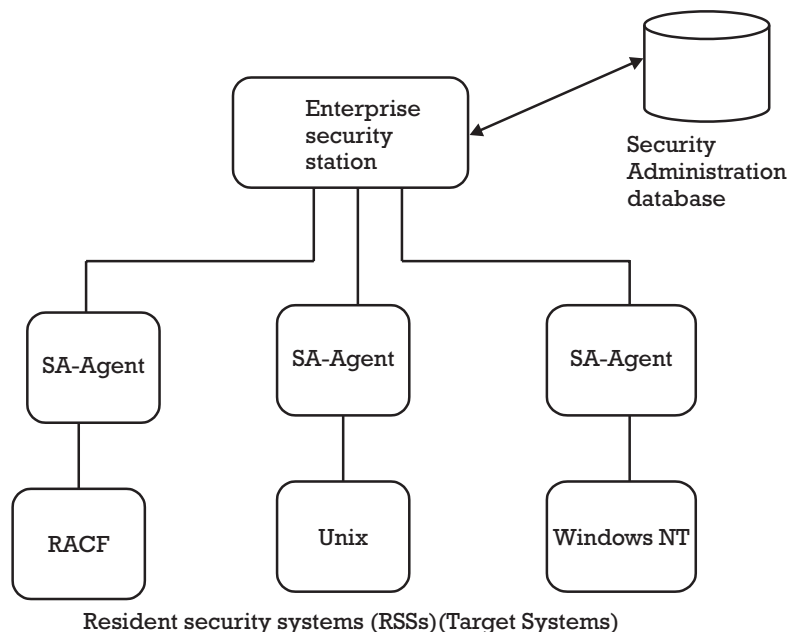 Enterprise
security
station
Security
Administration
database
SA-Agent
SA-Agent
SA-Agent
RACF
Unix
Windows NT
Resident security systems (RSSs)(Target Systems)